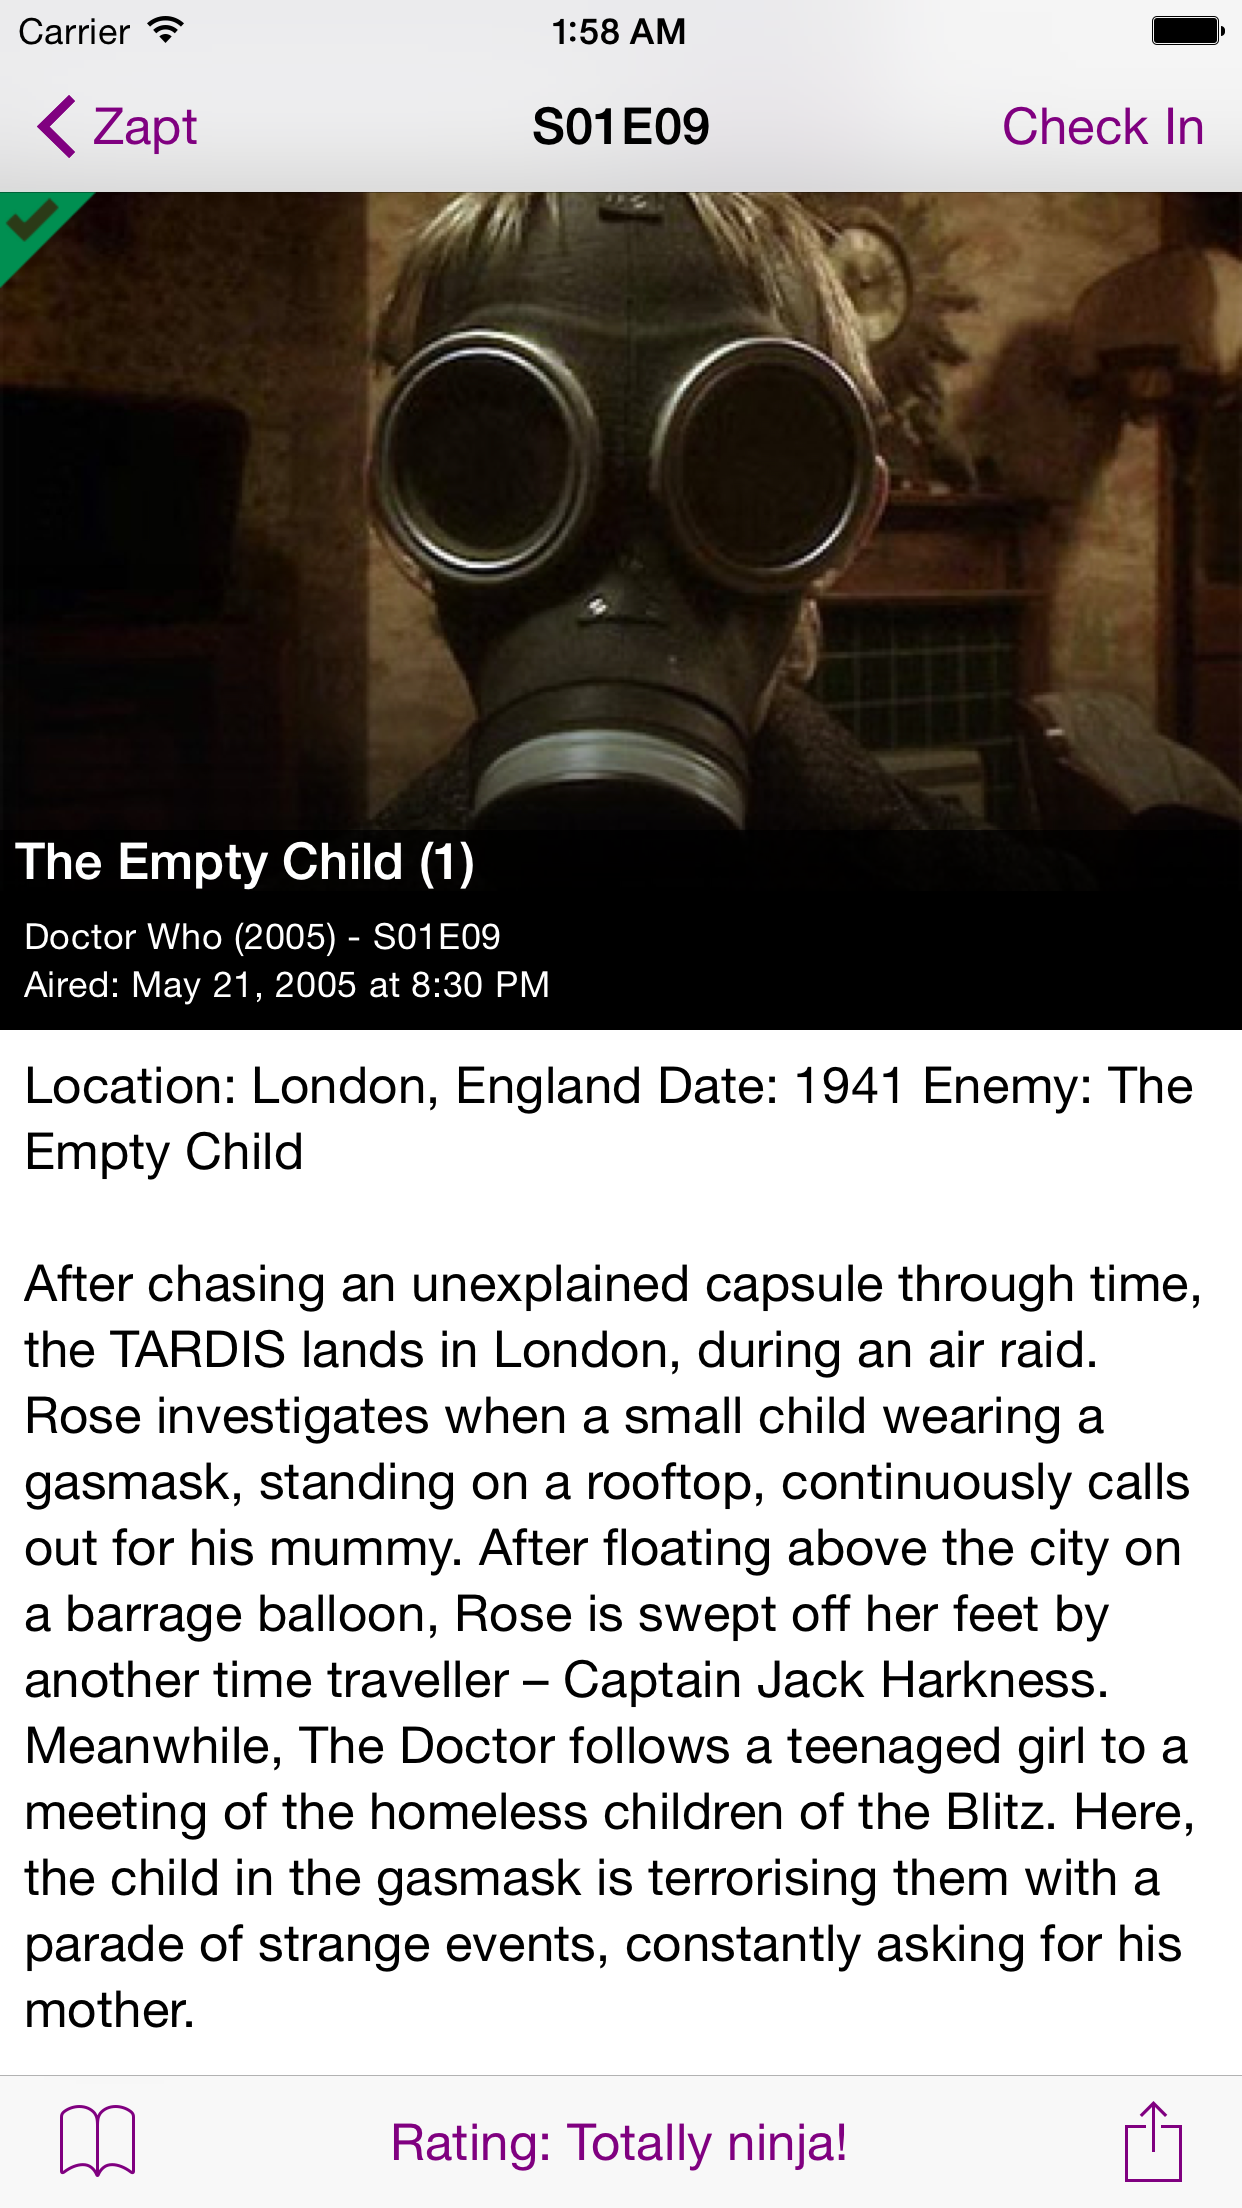 Carrier 1:58 AM
Zapt S01E09 Check In
The Empty Child (1)
Doctor Who (2005) - S01E09
Aired: May 21, 2005 at 8:30 PM
Location: London, England Date: 1941 Enemy: The
Empty Child
After chasing an unexplained capsule through time,
the TARDIS lands in London, during an air raid.
Rose investigates when a small child wearing a
gasmask, standing on a rooftop, continuously calls
out for his mummy. After floating above the city on
a barrage balloon, Rose is swept off her feet by
another time traveller – Captain Jack Harkness.
Meanwhile, The Doctor follows a teenaged girl to a
meeting of the homeless children of the Blitz. Here,
the child in the gasmask is terrorising them with a
parade of strange events, constantly asking for his
mother.
Rating: Totally ninja!